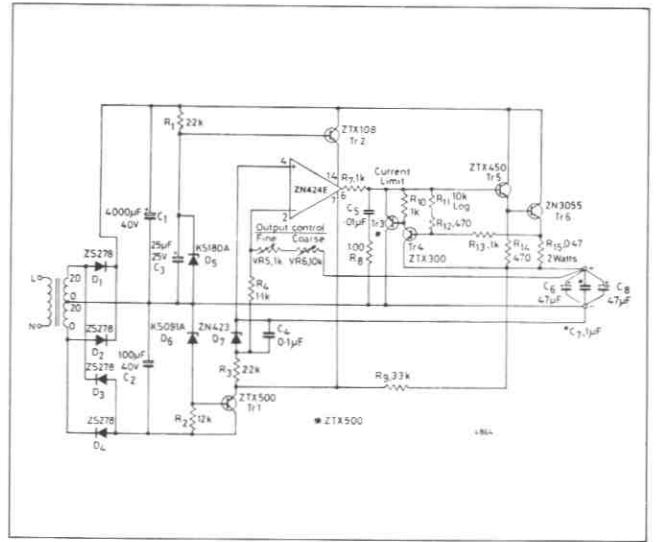 R1 22k
ZTX108
Tr2
4
ZN424E
14
R7,1k
6
7
2
Current
Limit
R10
1k
R11 10k
Log
R12,470
ZTX450
Tr5
2N3055
Tr6
4000µF
40V
C1
25µF
25V
C3
KS180A
D5
C5
·01µF
Tr3
*
Tr4
ZTX300
R13,1k
R14
470
R15,0·47
2Watts
Output control
Fine
Coarse
VR5,1k
VR6,10k
100
R8
L
N
20
0
20
0
ZS278
D1
R4
11k
+
-
C6
47µF
C8
47µF
*C7,1µF
KS091A
D6
ZN423
D7
C4
0·1µF
ZS278
D2
100µF
40V
C2
R3
22k
R9,33k
ZS278
D3
ZTX500
Tr1
R2
12k
ZS278
D4
* ZTX500